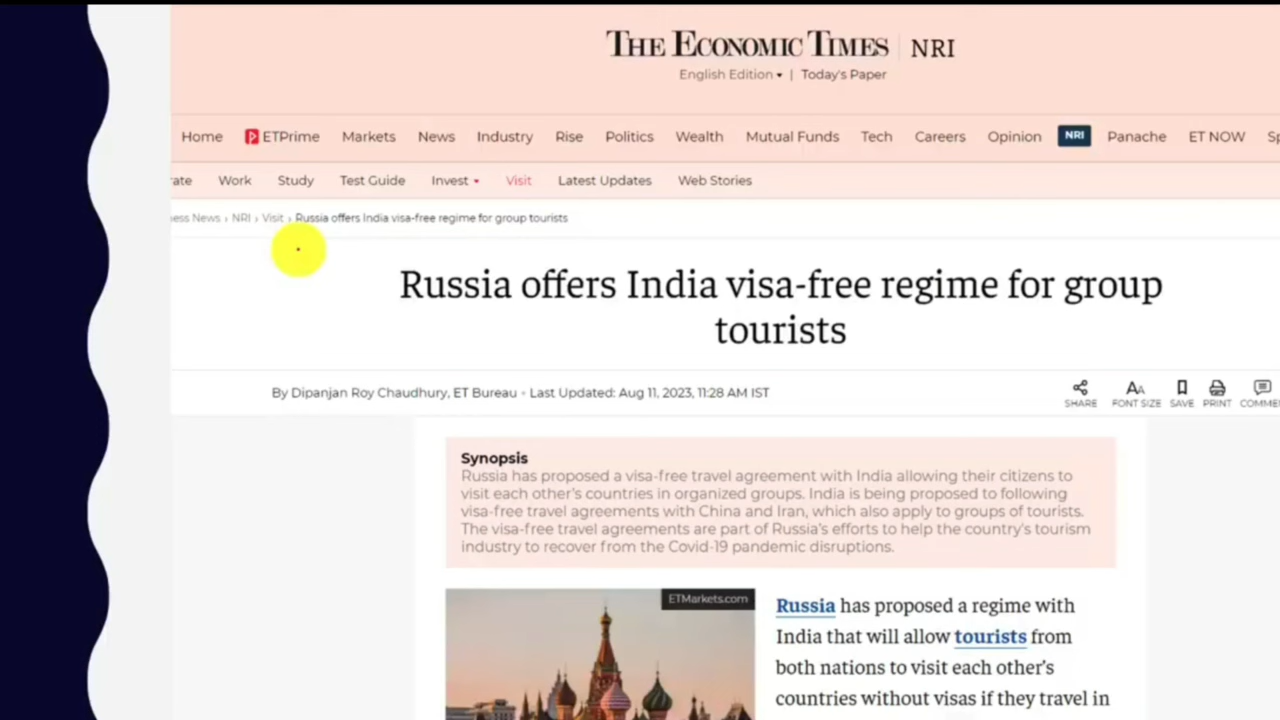 THE ECONOMIC TIMES | NRI
English Edition | Today's Paper
Home ETPrime Markets News Industry Rise Politics Wealth Mutual Funds Tech Careers Opinion NRI Panache ET NOW
Work Study Test Guide Invest Visit Latest Updates Web Stories
News › NRI › Visit › Russia offers India visa-free regime for group tourists
Russia offers India visa-free regime for group
tourists
By Dipanjan Roy Chaudhury, ET Bureau • Last Updated: Aug 11, 2023, 11:28 AM IST
SHARE FONT SIZE SAVE PRINT
Synopsis
Russia has proposed a visa-free travel agreement with India allowing their citizens to
visit each other's countries in organized groups. India is being proposed to following
visa-free travel agreements with China and Iran, which also apply to groups of tourists.
The visa-free travel agreements are part of Russia's efforts to help the country's tourism
industry to recover from the Covid-19 pandemic disruptions.
ETMarkets.com
Russia has proposed a regime with
India that will allow tourists from
both nations to visit each other's
countries without visas if they travel in